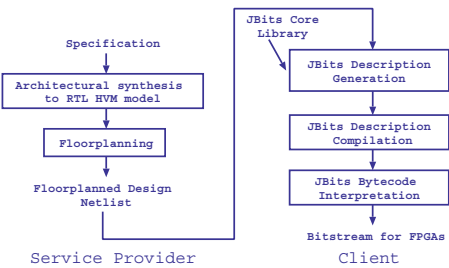 Specification
Architectural synthesis
to RTL HVM model
Floorplanning
Floorplanned Design
Netlist
Service Provider
JBits Core
Library
JBits Description
Generation
JBits Description
Compilation
JBits Bytecode
Interpretation
Bitstream for FPGAs
Client